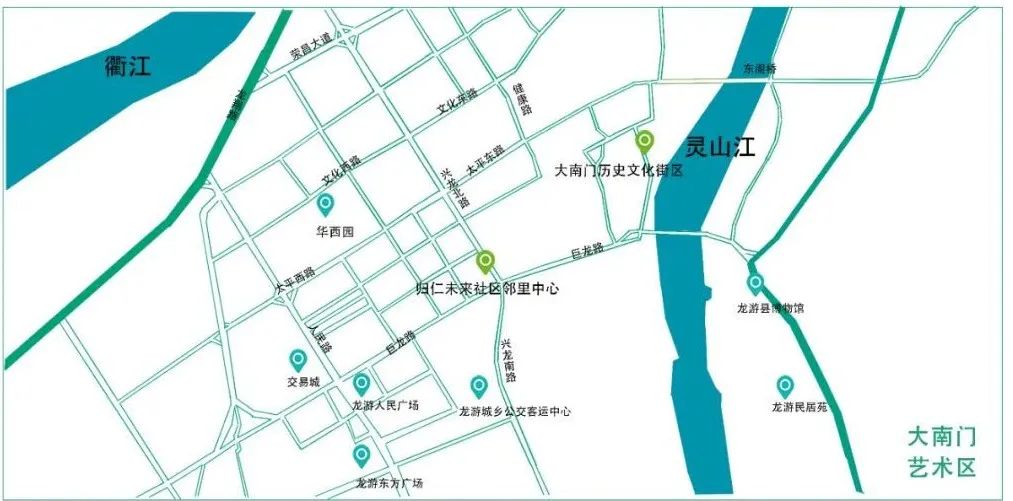 荣昌大道
衢江
东阁桥
文化东路
健康路
灵山江
太平东路
大南门历史文化街区
文化西路
兴龙北路
华西园
巨龙路
太平西路
归仁未来社区邻里中心
龙游县博物馆
人民路
巨龙路
兴龙南路
交易城
龙游人民广场
龙游城乡公交客运中心
龙游民居苑
大南门
艺术区
龙游东方广场